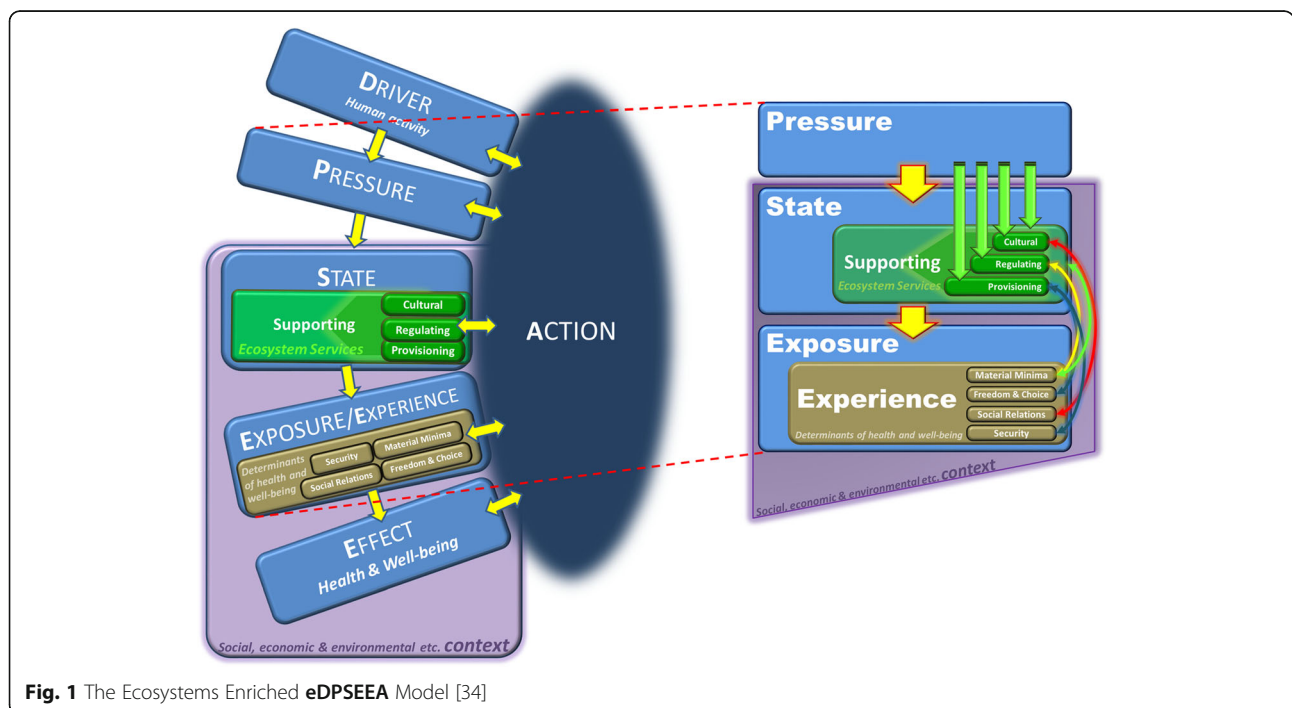 DRIVER
Human activity
PRESSURE
STATE
Cultural
Supporting
Regulating
Ecosystem Services
Provisioning
EXPOSURE/EXPERIENCE
Determinants
of health and
well-being
Security
Material Minima
Social Relations
Freedom & Choice
EFFECT
Health & Well-being
Social, economic & environmental etc. context
ACTION
Pressure
State
Cultural
Supporting
Regulating
Ecosystem Services
Provisioning
Exposure
Material Minima
Experience
Freedom & Choice
Social Relations
Determinants of health and well-being
Security
Social, economic & environmental etc. context
Fig. 1 The Ecosystems Enriched eDPSEEA Model [34]